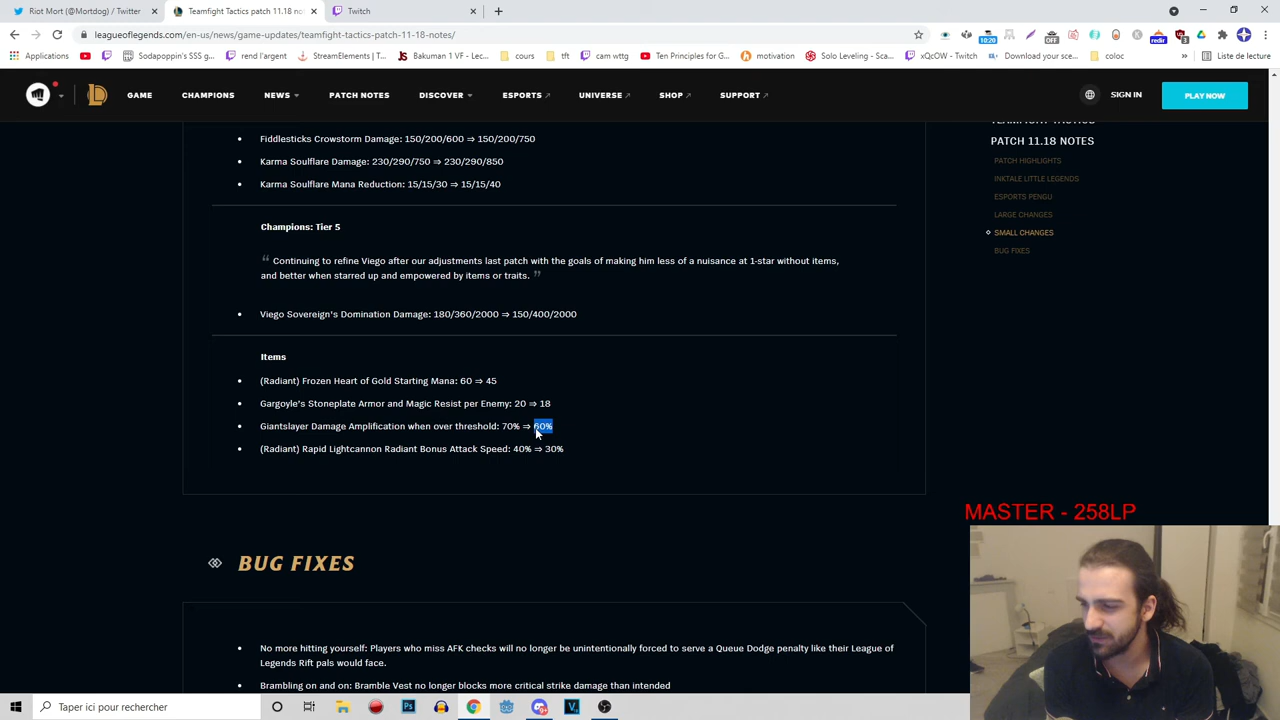 Riot Mort (@Mortdog) / Twitter
Teamfight Tactics patch 11.18 no
Twitch
leagueoflegends.com/en-us/news/game-updates/teamfight-tactics-patch-11-18-notes/
10:20
OFF
redir
3
Applications
Sodapoppin's SSS g...
rend l'argent
StreamElements | T...
Bakuman 1 VF - Lec...
cours
tft
cam wttg
Ten Principles for G...
motivation
Solo Leveling - Sca...
xQcOW - Twitch
Download your sce...
coloc
»
Liste de lecture
GAME
CHAMPIONS
NEWS
PATCH NOTES
DISCOVER
ESPORTS
UNIVERSE
SHOP
SUPPORT
SIGN IN
PLAY NOW
TEAMFIGHT TACTICS
PATCH 11.18 NOTES
PATCH HIGHLIGHTS
INKTALE LITTLE LEGENDS
ESPORTS PENGU
LARGE CHANGES
SMALL CHANGES
BUG FIXES
• Fiddlesticks Crowstorm Damage: 150/200/600 ⇒ 150/200/750
• Karma Soulflare Damage: 230/290/750 ⇒ 230/290/850
• Karma Soulflare Mana Reduction: 15/15/30 ⇒ 15/15/40
Champions: Tier 5
" Continuing to refine Viego after our adjustments last patch with the goals of making him less of a nuisance at 1-star without items,
and better when starred up and empowered by items or traits. "
• Viego Sovereign's Domination Damage: 180/360/2000 ⇒ 150/400/2000
Items
• (Radiant) Frozen Heart of Gold Starting Mana: 60 ⇒ 45
• Gargoyle's Stoneplate Armor and Magic Resist per Enemy: 20 ⇒ 18
• Giantslayer Damage Amplification when over threshold: 70% ⇒ 60%
• (Radiant) Rapid Lightcannon Radiant Bonus Attack Speed: 40% ⇒ 30%
MASTER - 258LP
BUG FIXES
• No more hitting yourself: Players who miss AFK checks will no longer be unintentionally forced to serve a Queue Dodge penalty like their League of
Legends Rift pals would face.
• Brambling on and on: Bramble Vest no longer blocks more critical strike damage than intended
Taper ici pour rechercher